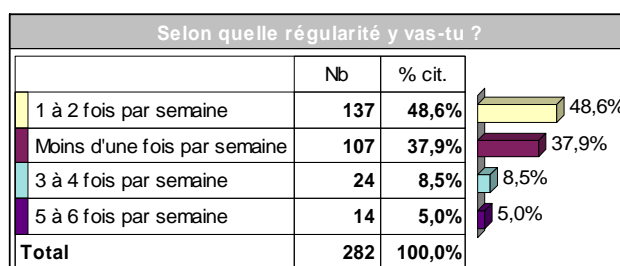 Selon quelle régularité y vas-tu ?
Nb % cit.
1 à 2 fois par semaine 137 48,6% 48,6%
Moins d'une fois par semaine 107 37,9% 37,9%
3 à 4 fois par semaine 24 8,5% 8,5%
5 à 6 fois par semaine 14 5,0% 5,0%
Total 282 100,0%